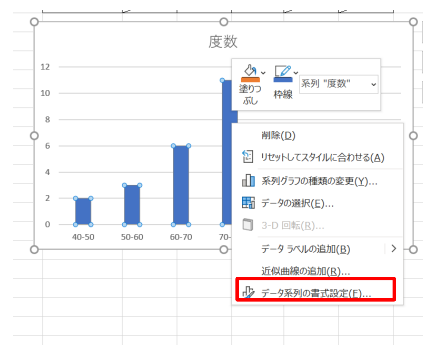 度数
12
10
8
6
4
2
0
40-50
50-60
60-70
70-
塗りつ
ぶし
枠線
系列 "度数"
削除(D)
リセットしてスタイルに合わせる(A)
系列グラフの種類の変更(Y)...
データの選択(E)...
3-D 回転(R)...
データ ラベルの追加(B)
近似曲線の追加(R)...
データ系列の書式設定(F)...